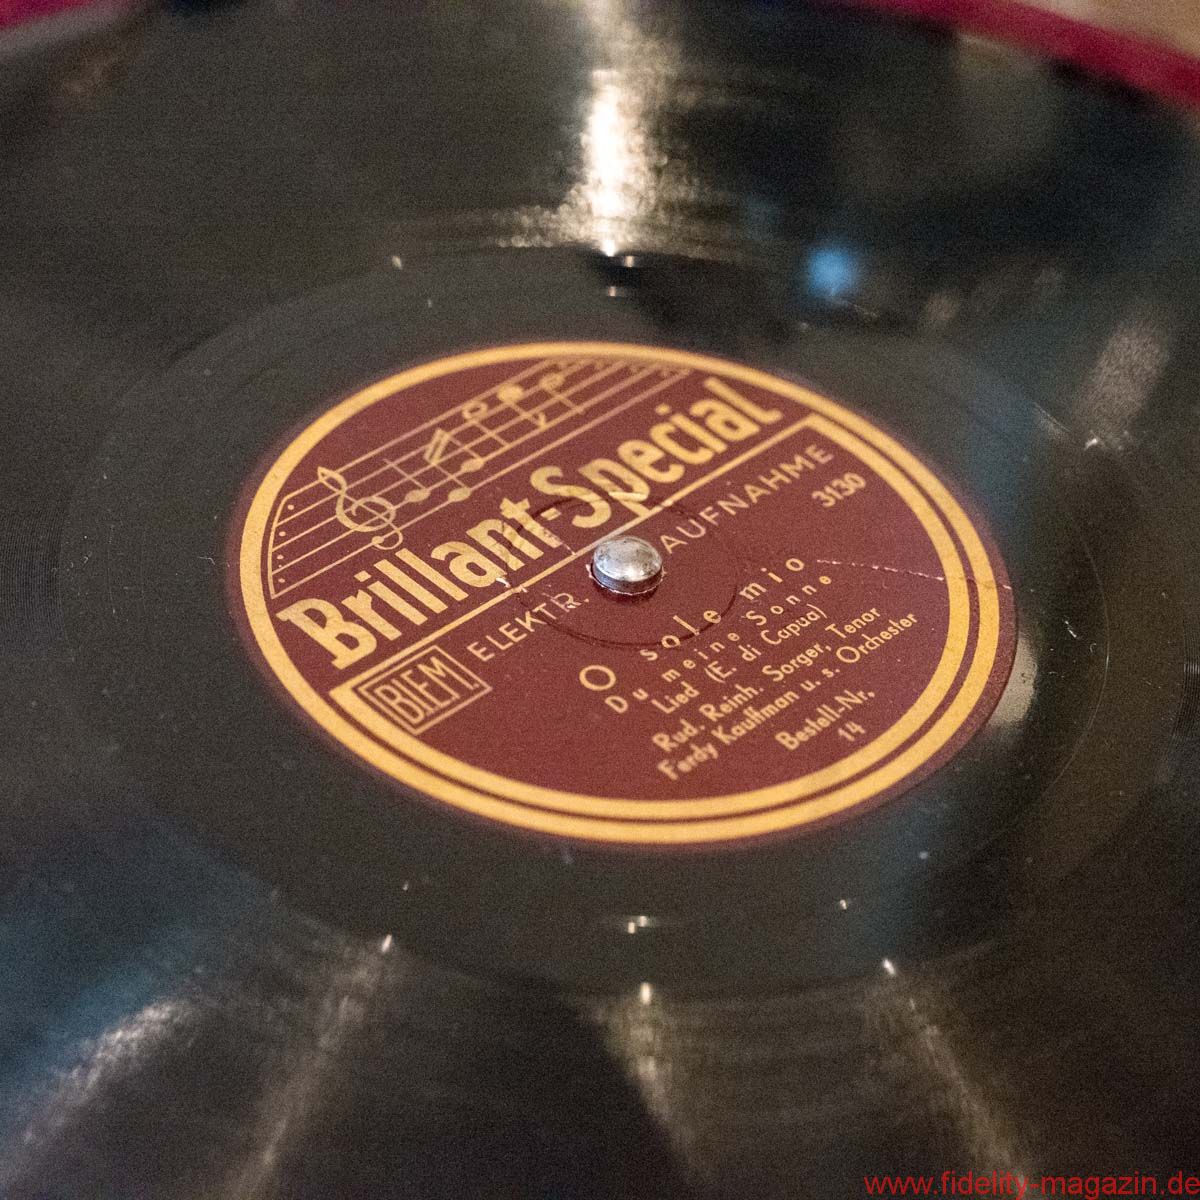 Brillant-Special
BIEM
ELEKTR. AUFNAHME
3130
O sole mio
Du meine Sonne
Lied (E. di Capua)
Rud. Reinh. Sorger, Tenor
Ferdy Kauffman u. s. Orchester
Bestell-Nr.
14
www.fidelity-magazin.de